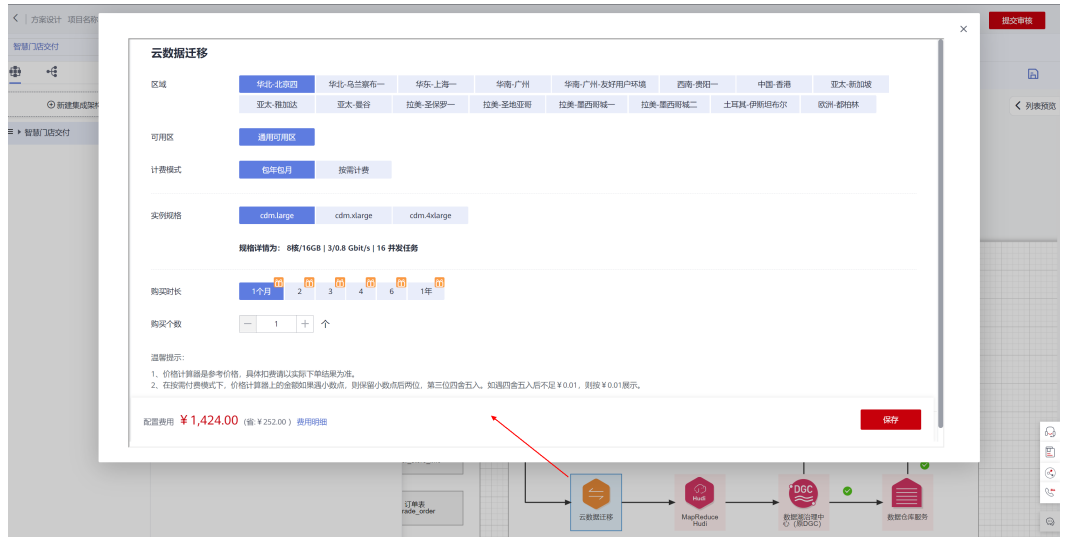 方案设计 项目名称
提交审核
智慧门店交付
新建集成架构
列表预览
智慧门店交付
云数据迁移
区域 华北-北京四 华北-乌兰察布一 华东-上海一 华南-广州 华南-广州-友好用户环境 西南-贵阳一 中国-香港 亚太-新加坡
亚太-雅加达 亚太-曼谷 拉美-圣保罗一 拉美-圣地亚哥 拉美-墨西哥城一 拉美-墨西哥城二 土耳其-伊斯坦布尔 欧洲-都柏林
可用区 通用可用区
计费模式 包年包月 按需计费
实例规格 cdm.large cdm.xlarge cdm.4xlarge
规格详情为: 8核/16GB | 3/0.8 Gbit/s | 16 并发任务
购买时长 1个月 2 3 4 6 1年
购买个数 1 个
温馨提示:
1、价格计算器是参考价格，具体扣费请以实际下单结果为准。
2、在按需付费模式下，价格计算器上的金额如果遇小数点，则保留小数点后两位，第三位四舍五入。如遇四舍五入后不足¥0.01，则按¥0.01展示。
配置费用 ¥1,424.00 (省: ¥252.00) 费用明细
保存
订单表
rade_order
云数据迁移
Hudi
MapReduce
Hudi
DGC
数据湖治理中
心 (原DGC)
数据仓库服务